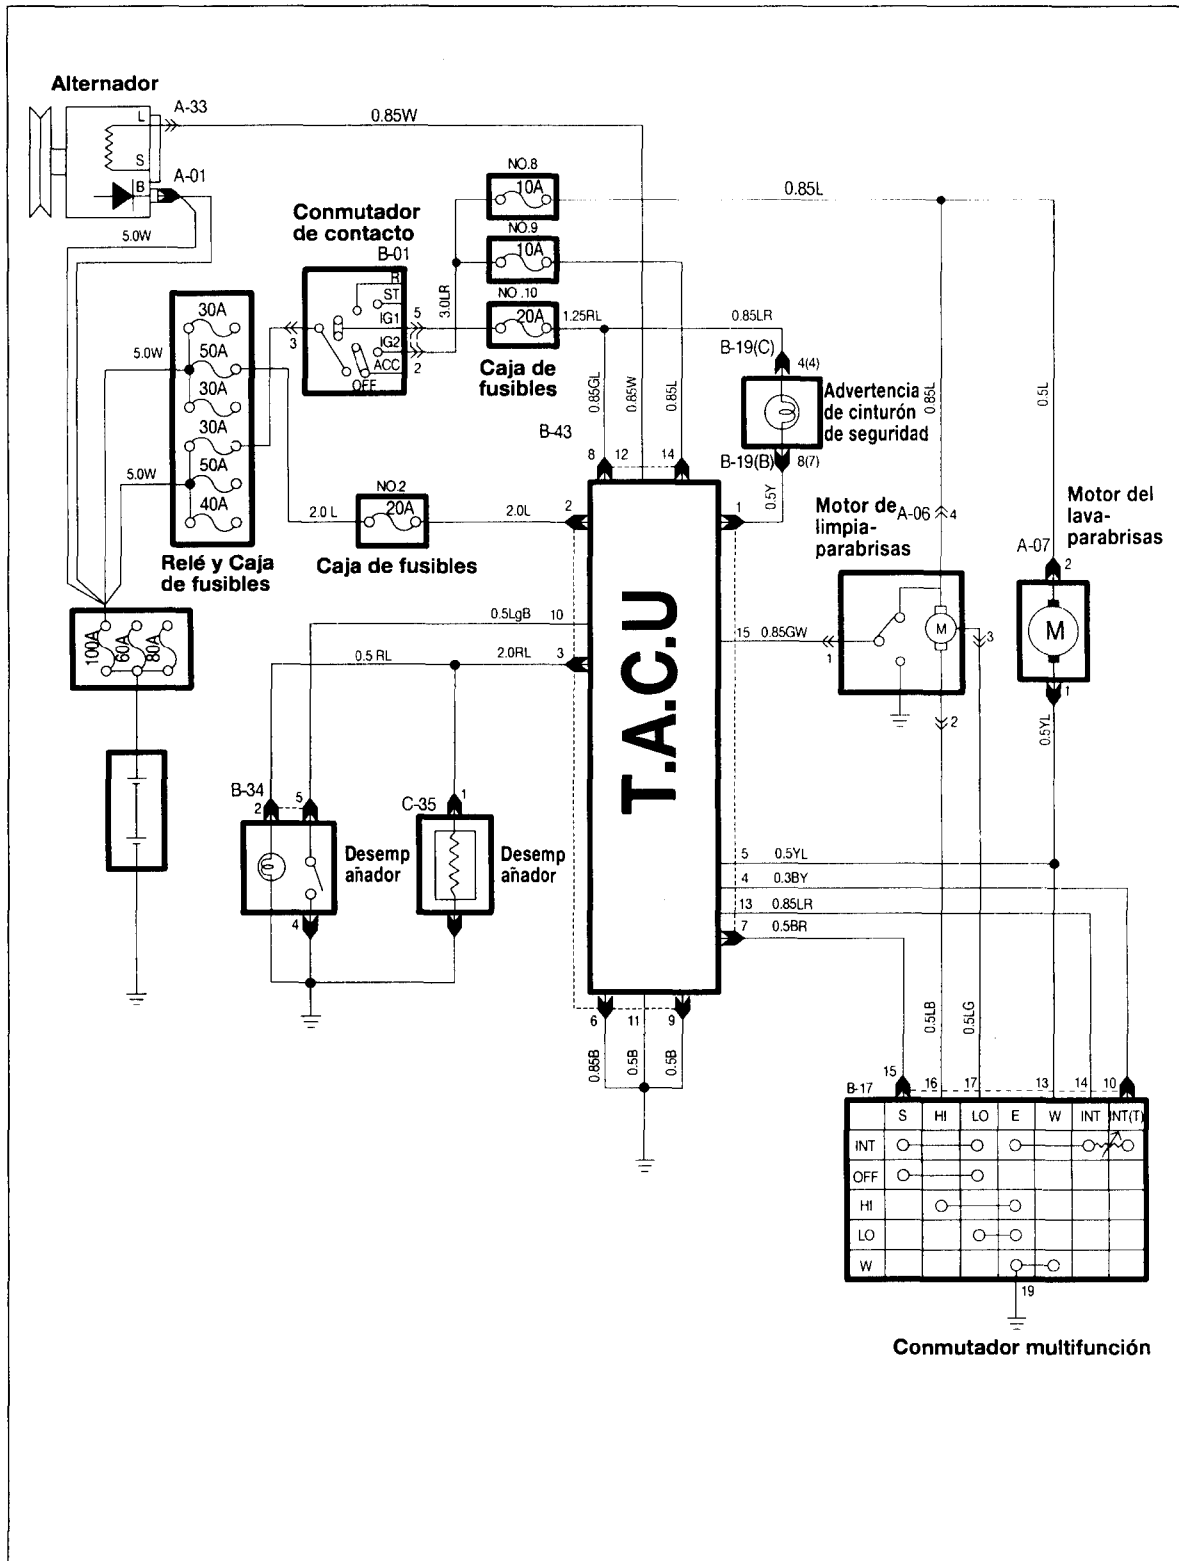 Alternador
L
A-33
0.85W
S
B
A-01
5.0W
NO.8
10A
0.85L
Conmutador
de contacto
B-01
NO.9
10A
R
ST
IG1
5
IG2
ACC
2
OFF
3
3.0LR
NO .10
20A
1.25RL
0.85LR
Caja de
fusibles
B-19(C)
4(4)
Advertencia
de cinturón
de seguridad
B-19(B)
8(7)
0.5Y
0.85GL
0.85W
0.85L
0.85L
0.5L
30A
50A
30A
30A
50A
40A
5.0W
5.0W
Relé y Caja
de fusibles
B-43
8
12
14
NO.2
20A
2.0 L
2.0L
2
1
Caja de fusibles
Motor de
limpia-
parabrisas
A-06
4
Motor del
lava-
parabrisas
A-07
2
M
M
3
1
2
1
0.5YL
100A
60A
80A
0.5LgB
10
0.5 RL
2.0RL
3
15
0.85GW
T.A.C.U
B-34
2
5
C-35
1
Desemp
añador
Desemp
añador
4
5
0.5YL
4
0.3BY
13
0.85LR
7
0.5BR
0.5LB
0.5LG
6
11
9
0.85B
0.5B
0.5B
B-17
15
16
17
13
14
10
S
HI
LO
E
W
INT
INT(T)
INT
OFF
HI
LO
W
19
Conmutador multifunción